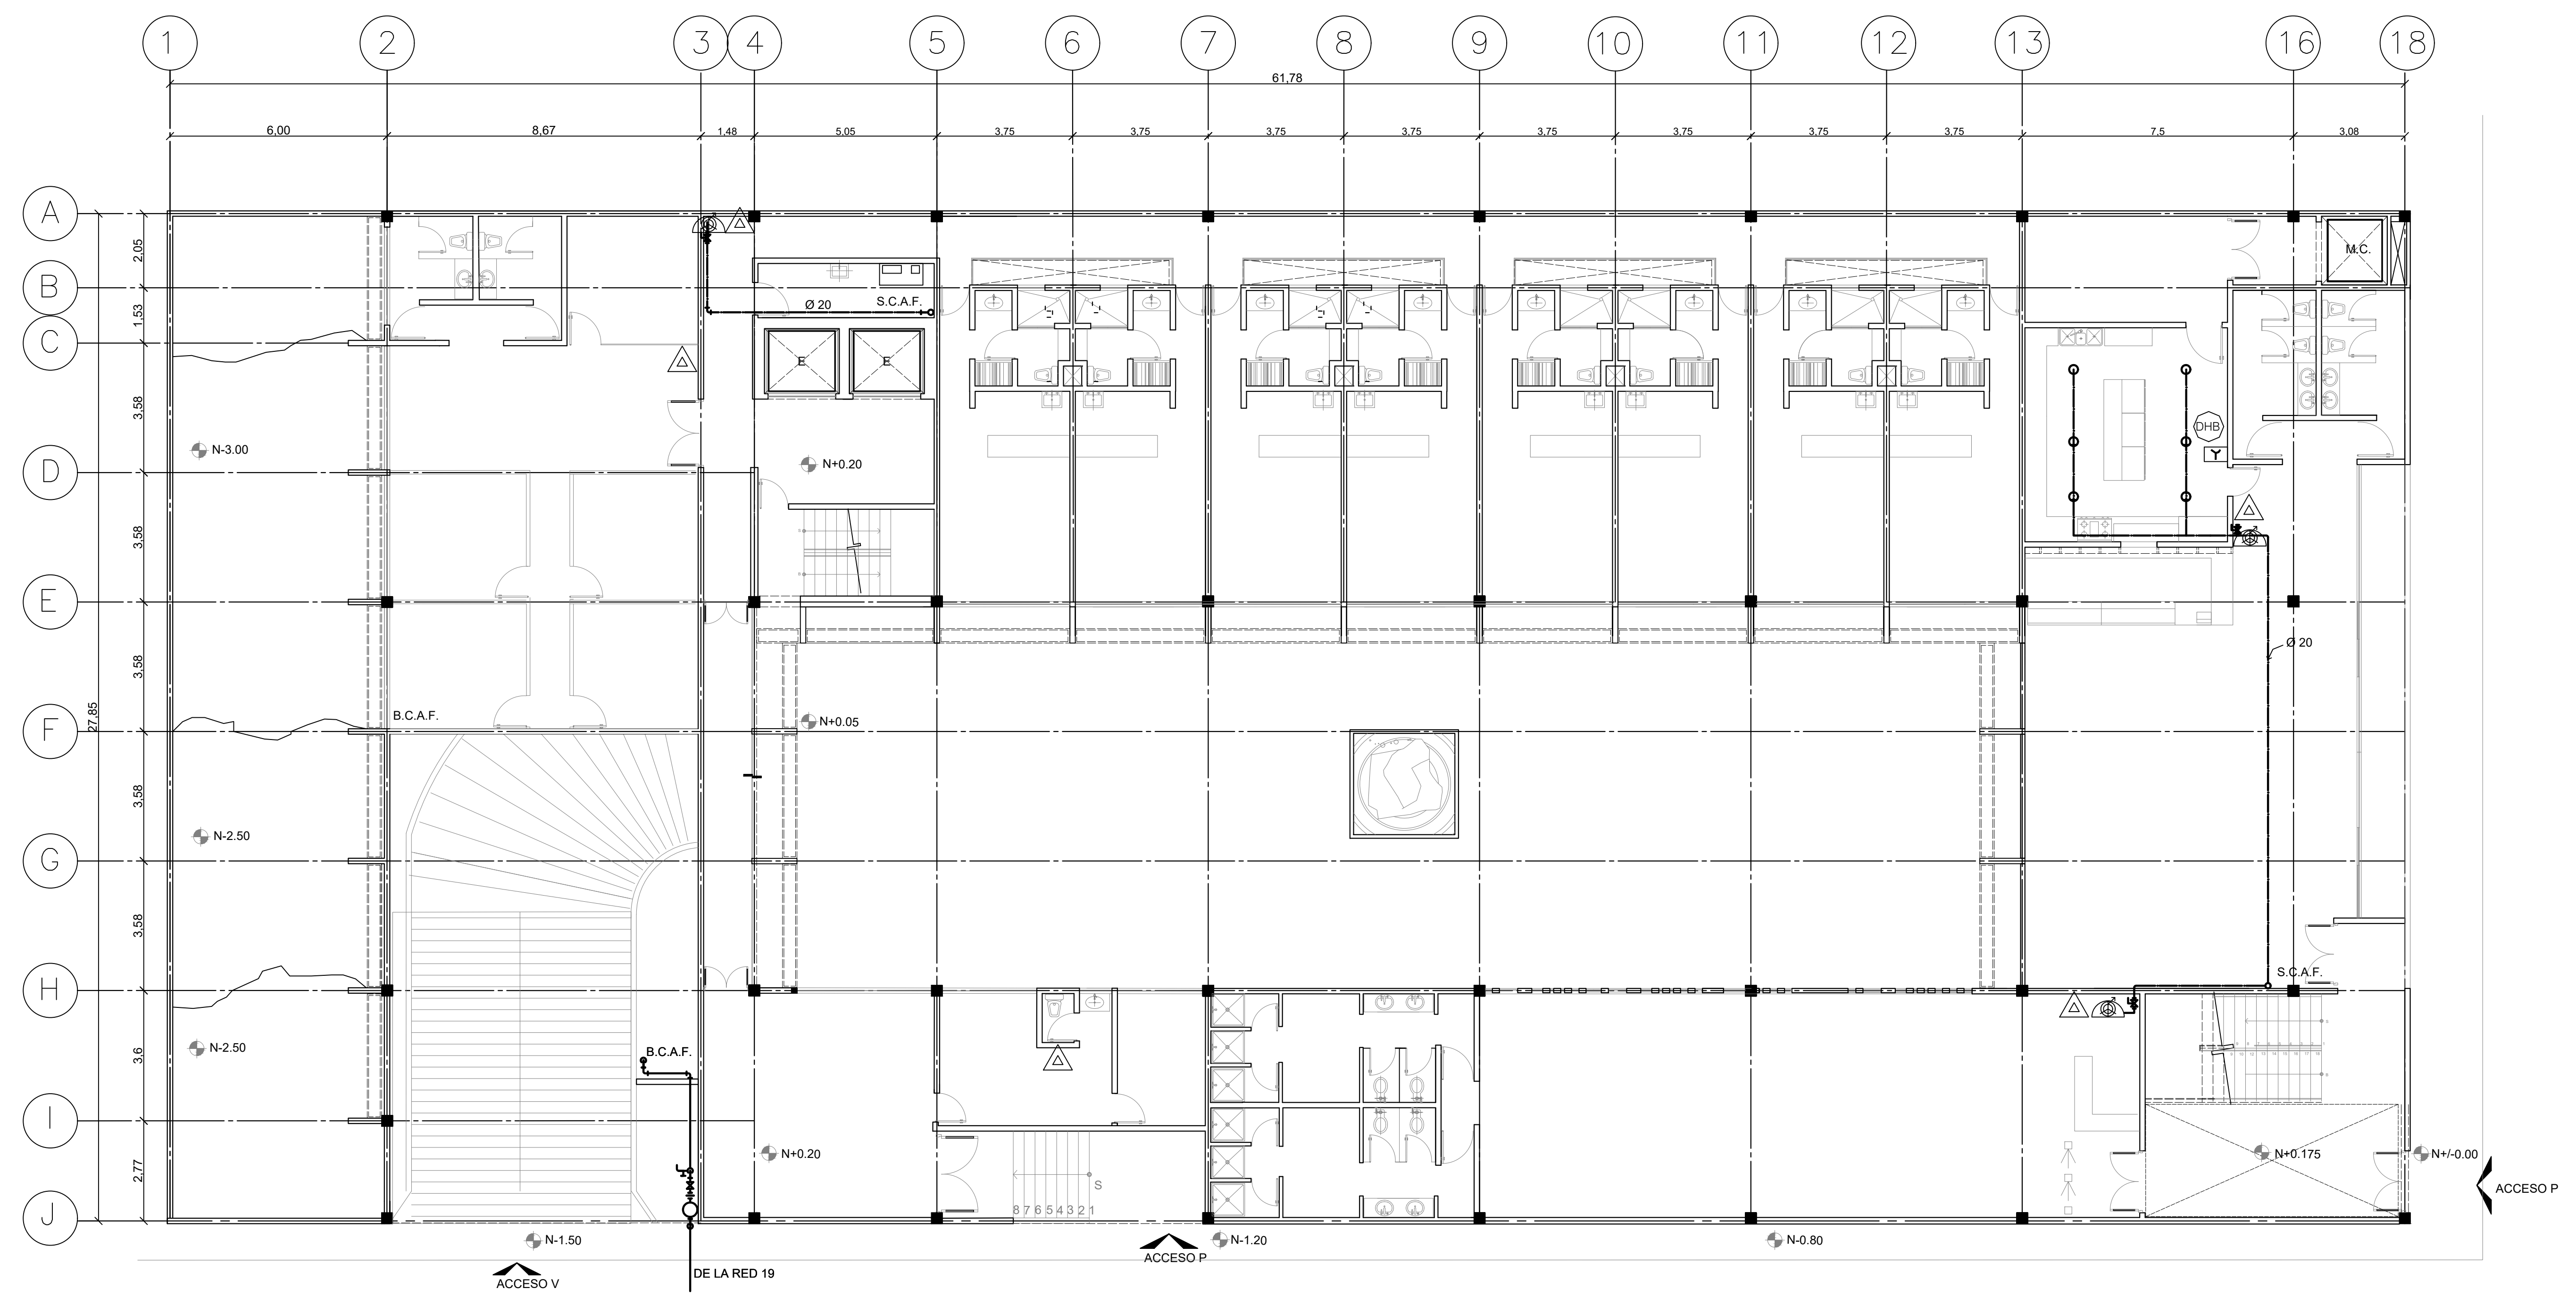 1 2 3 4 5 6 7 8 9 10 11 12 13 16 18
61,78
6,00 8,67 1,48 5,05 3,75 3,75 3,75 3,75 3,75 3,75 3,75 3,75 7,5 3,08
A
2,05
M.C.
B
1,53
Ø 20
S.C.A.F.
C
E E
3,58
DHB
N-3.00
N+0.20
D
Y
3,58
E
3,58
Ø 20
27,85
B.C.A.F.
N+0.05
F
3,58
N-2.50
G
3,58
S.C.A.F.
H
3,6
N-2.50
B.C.A.F.
I
2,77
N+0.20
N+0.175
N+/-0.00
S
ACCESO P
8 7 6 5 4 3 2 1
J
N-1.50
N-1.20
N-0.80
ACCESO P
DE LA RED 19
ACCESO V